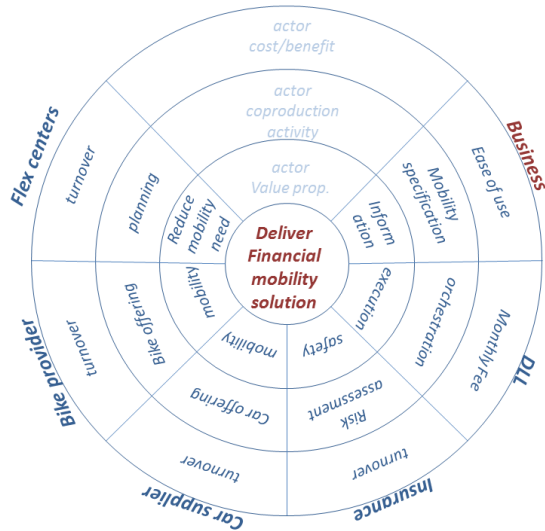 actor
cost/benefit
actor
coproduction
activity
actor
Value prop.
Deliver
Financial
mobility
solution
Business
Ease of use
Mobility
specification
Inform
ation
DLL
Monthly Fee
orchestration
execution
Insurance
turnover
Risk
assessment
safety
Car supplier
turnover
Car offering
mobility
Bike provider
turnover
Bike offering
mobility
Flex centers
turnover
planning
Reduce
mobility
need